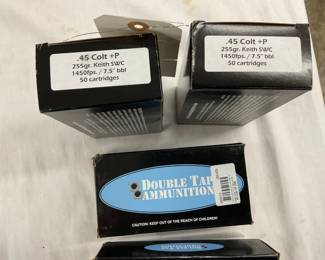 .45 Colt +P
255gr. Keith SWC
1450fps. / 7.5" bbl
50 cartridges
.45 Colt +P
255gr. Keith SWC
1450fps. / 7.5" bbl
50 cartridges
DOUBLE TAP
AMMUNITION
CAUTION: KEEP OUT OF THE REACH OF CHILDREN!